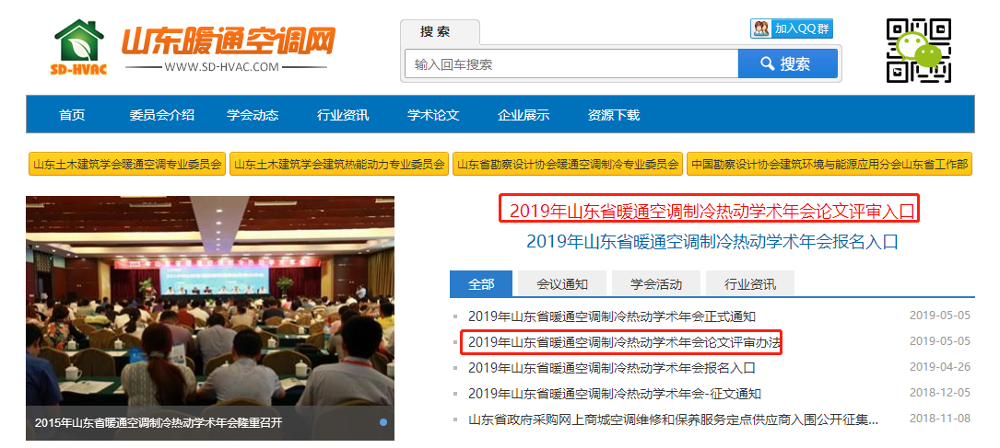 SD-HVAC
山东暖通空调网
WWW.SD-HVAC.COM
搜 索
加入QQ群
输入回车搜索
搜索
首页 委员会介绍 学会动态 行业资讯 学术论文 企业展示 资源下载
山东土木建筑学会暖通空调专业委员会 山东土木建筑学会建筑热能动力专业委员会 山东省勘察设计协会暖通空调制冷专业委员会 中国勘察设计协会建筑环境与能源应用分会山东省工作部
2015年山东省暖通空调制冷热动学术年会隆重召开
2019年山东省暖通空调制冷热动学术年会论文评审入口
2019年山东省暖通空调制冷热动学术年会报名入口
全部 会议通知 学会活动 行业资讯
2019年山东省暖通空调制冷热动学术年会正式通知 2019-05-05
2019年山东省暖通空调制冷热动学术年会论文评审办法 2019-05-05
2019年山东省暖通空调制冷热动学术年会报名入口 2019-04-26
2019年山东省暖通空调制冷热动学术年会-征文通知 2018-12-05
山东省政府采购网上商城空调维修和保养服务定点供应商入围公开征集... 2018-11-08